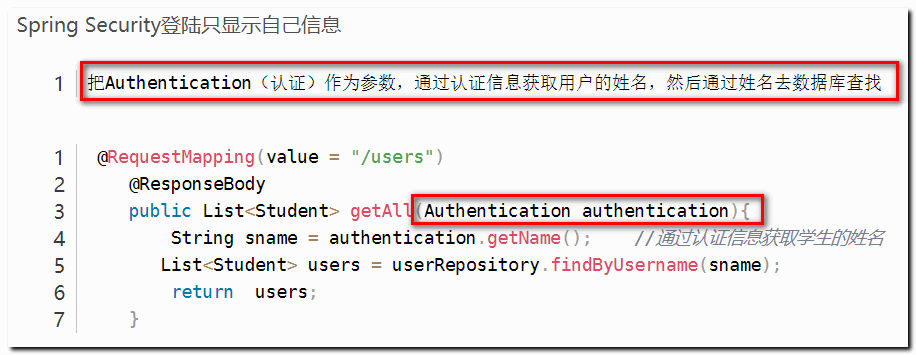 Spring Security登陆只显示自己信息
1 把Authentication（认证）作为参数，通过认证信息获取用户的姓名，然后通过姓名去数据库查找
1 @RequestMapping(value = "/users")
2 @ResponseBody
3 public List<Student> getAll(Authentication authentication){
4 String sname = authentication.getName(); //通过认证信息获取学生的姓名
5 List<Student> users = userRepository.findByUsername(sname);
6 return users;
7 }